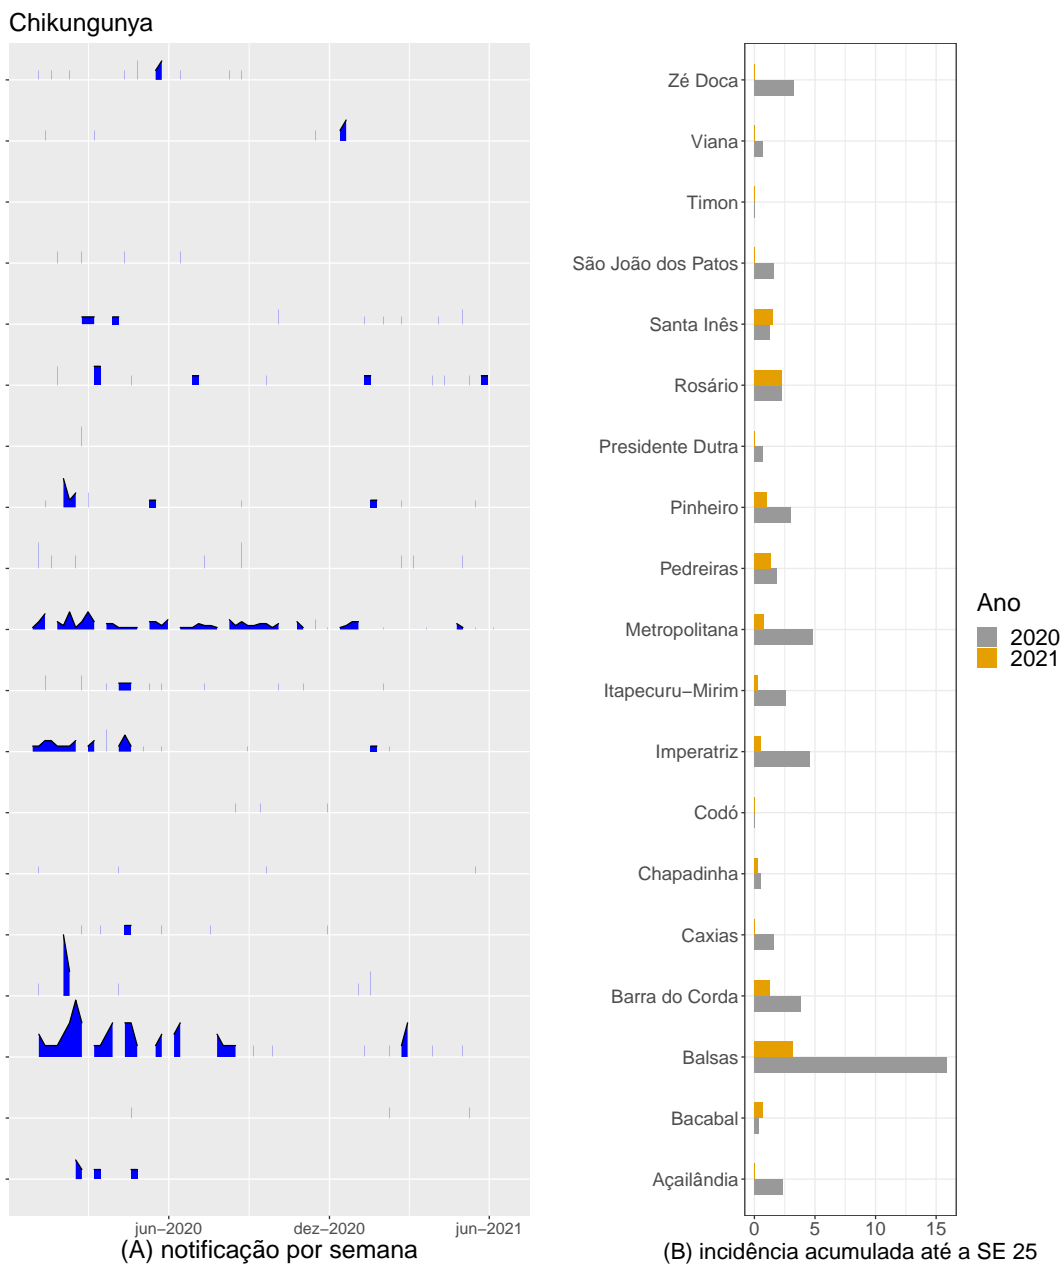 Chikungunya
Zé Doca
Viana
Timon
São João dos Patos
Santa Inês
Rosário
Presidente Dutra
Pinheiro
Pedreiras
Metropolitana
Itapecuru−Mirim
Imperatriz
Codó
Chapadinha
Caxias
Barra do Corda
Balsas
Bacabal
Açailândia
Ano
2020
2021
jun−2020 dez−2020 jun−2021
(A) notificação por semana
0 5 10 15
(B) incidência acumulada até a SE 25